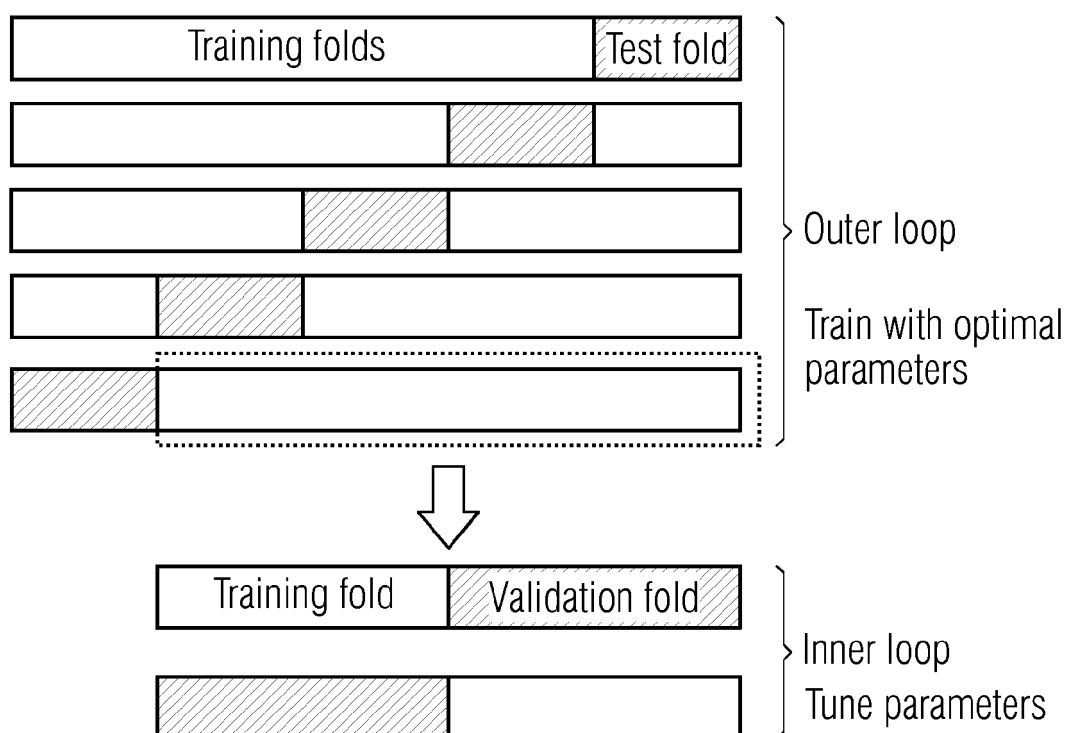 Training folds
Test fold
Outer loop
Train with optimal
parameters
Training fold
Validation fold
Inner loop
Tune parameters